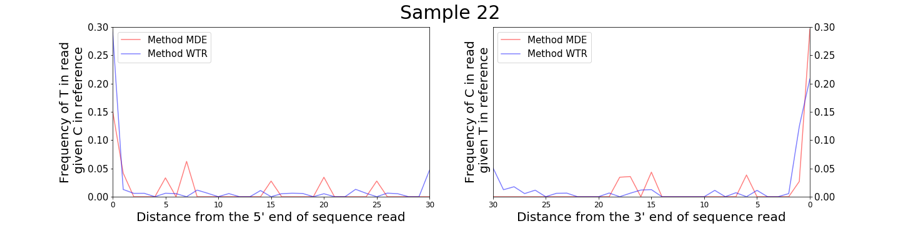 Sample 22
Frequency of T in read
given C in reference
0.30
0.25
0.20
0.15
0.10
0.05
0.00
Method MDE
Method WTR
0 5 10 15 20 25 30
Distance from the 5' end of sequence read
Frequency of C in read
given T in reference
Method MDE
Method WTR
0.30
0.25
0.20
0.15
0.10
0.05
0.00
30 25 20 15 10 5 0
Distance from the 3' end of sequence read